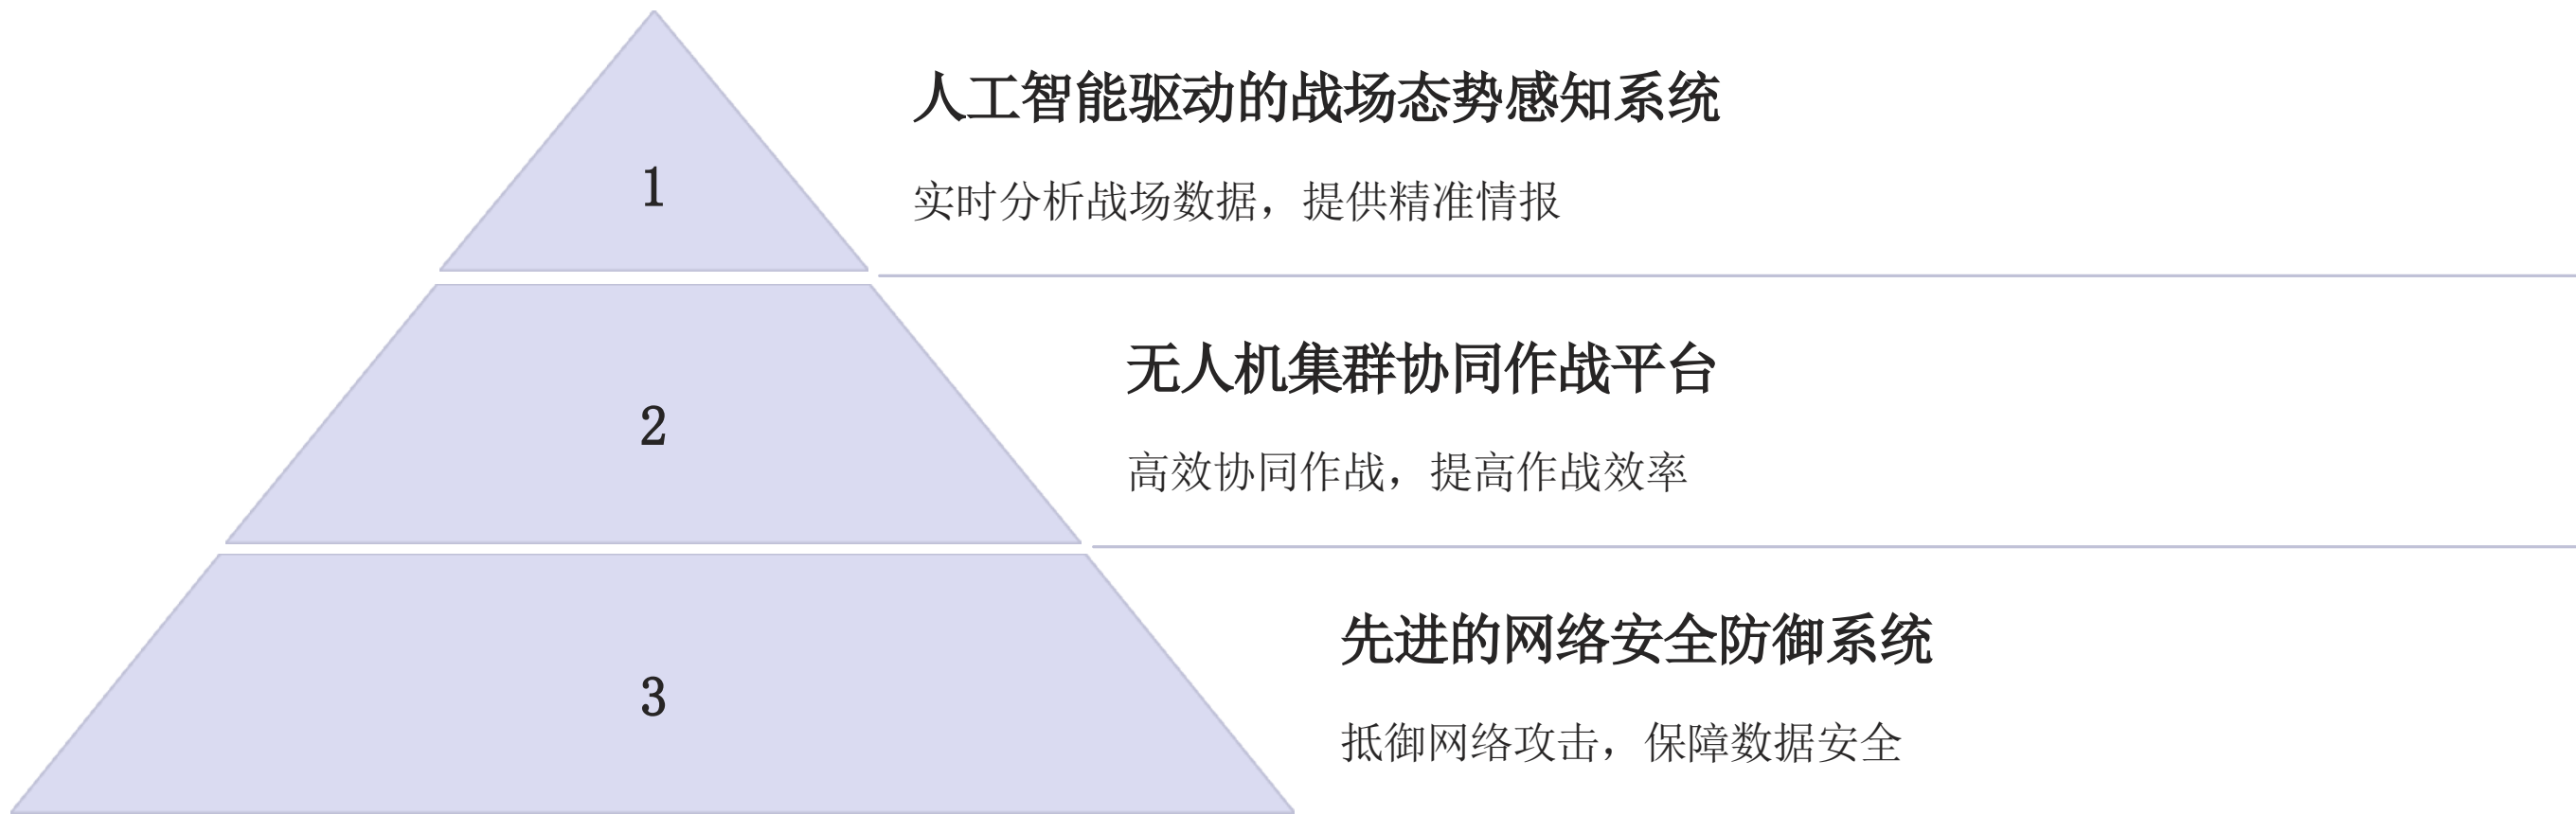 人工智能驱动的战场态势感知系统
1
实时分析战场数据，提供精准情报
无人机集群协同作战平台
2
高效协同作战，提高作战效率
先进的网络安全防御系统
3
抵御网络攻击，保障数据安全